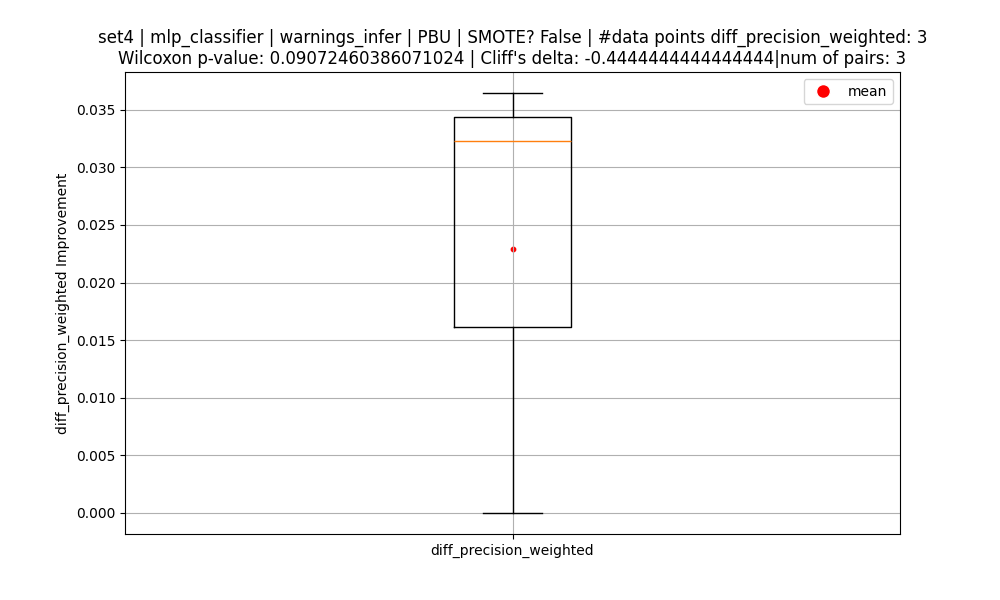 set4 | mlp_classifier | warnings_infer | PBU | SMOTE? False | #data points diff_precision_weighted: 3
Wilcoxon p-value: 0.09072460386071024 | Cliff's delta: -0.4444444444444444|num of pairs: 3
mean
0.035
0.030
0.025
0.020
0.015
0.010
0.005
0.000
diff_precision_weighted Improvement
diff_precision_weighted